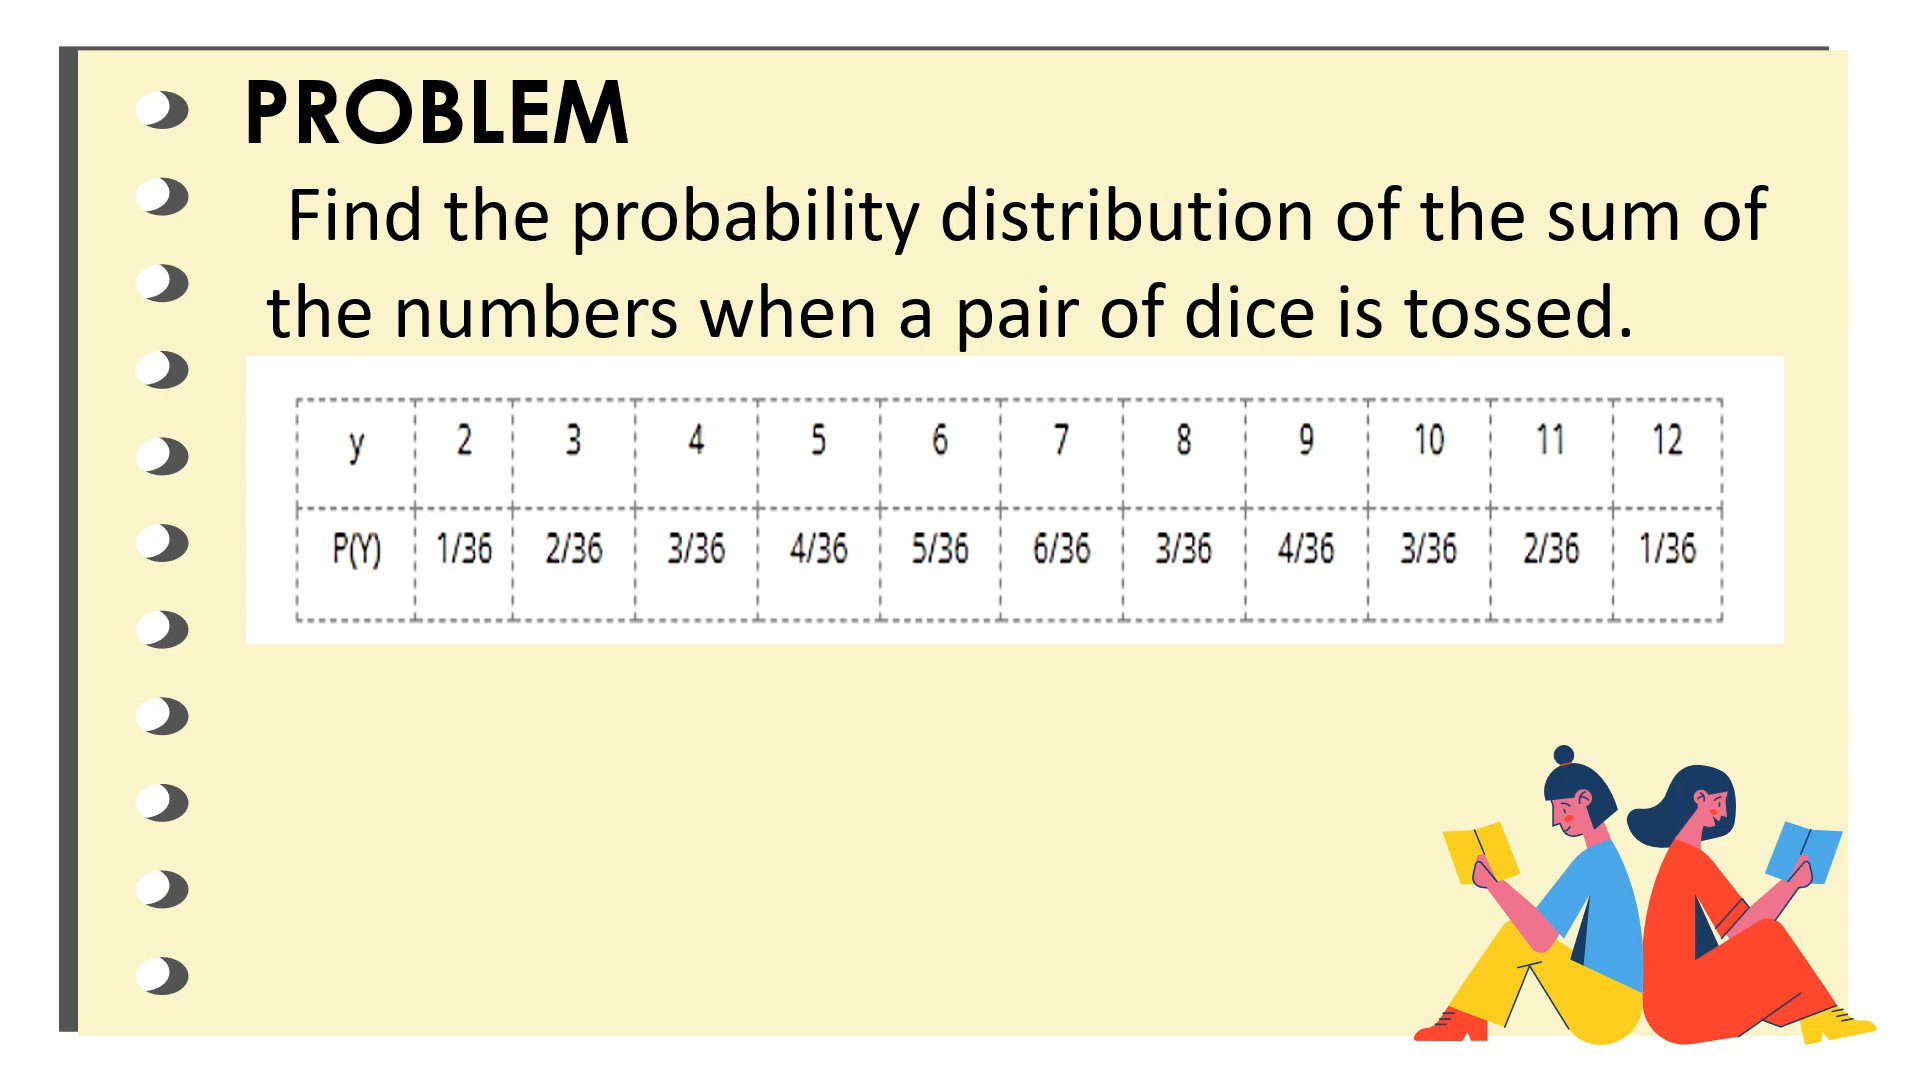 PROBLEM
Find the probability distribution of the sum of
the numbers when a pair of dice is tossed.
y 2 3 4 5 6 7 8 9 10 11 12
P(Y) 1/36 2/36 3/36 4/36 5/36 6/36 3/36 4/36 3/36 2/36 1/36